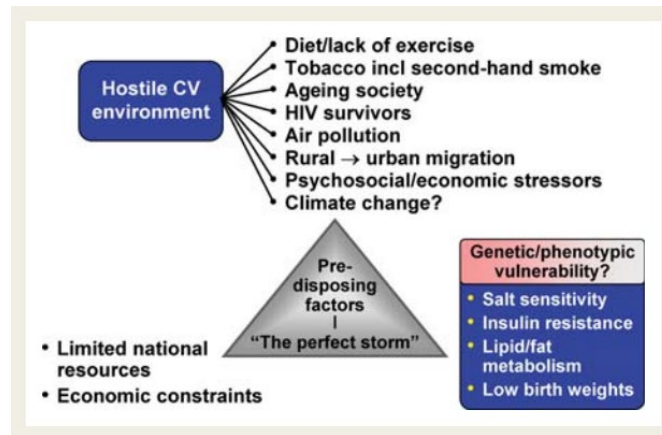 Hostile CV
environment
• Diet/lack of exercise
• Tobacco incl second-hand smoke
• Ageing society
• HIV survivors
• Air pollution
• Rural → urban migration
• Psychosocial/economic stressors
• Climate change?
Pre-
disposing
factors
"The perfect storm"
• Limited national
resources
• Economic constraints
Genetic/phenotypic
vulnerability?
• Salt sensitivity
• Insulin resistance
• Lipid/fat
metabolism
• Low birth weights